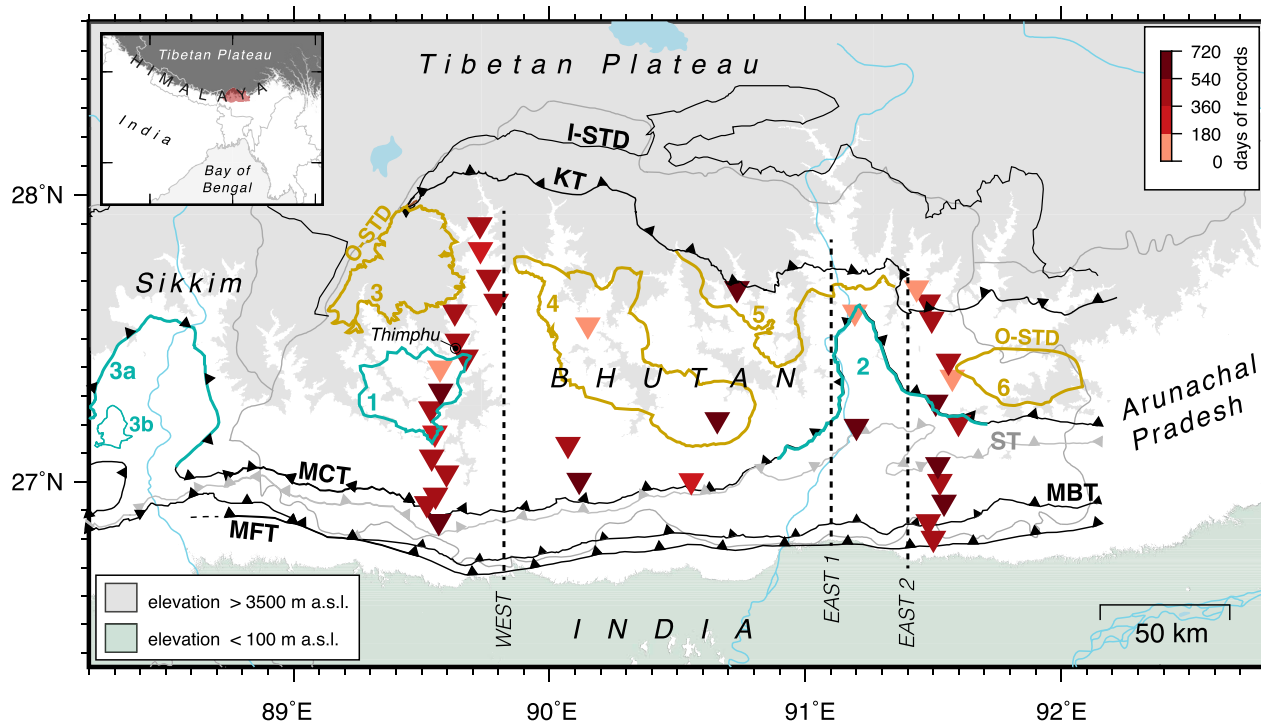 Tibetan Plateau
HIMALAYA
India
Bay of
Bengal
Tibetan Plateau
720
540
360
180
0
days of records
I-STD
KT
28°N
O-STD
Sikkim
3
4
5
Thimphu
O-STD
3a
1
BHUTAN
2
6
3b
Arunachal
Pradesh
ST
MCT
27°N
MBT
MFT
elevation > 3500 m a.s.l.
elevation < 100 m a.s.l.
WEST
EAST 1
EAST 2
INDIA
50 km
89°E
90°E
91°E
92°E